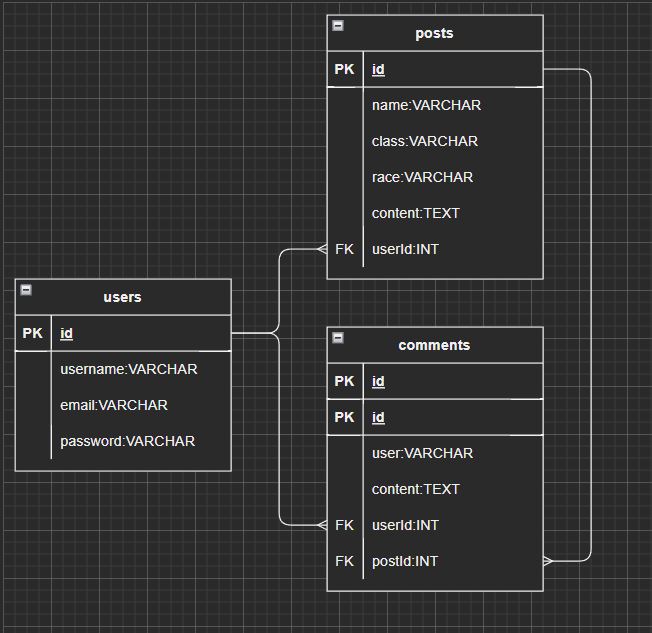 posts
PK id
name:VARCHAR
class:VARCHAR
race:VARCHAR
content:TEXT
FK userId:INT
users
PK id
username:VARCHAR
email:VARCHAR
password:VARCHAR
comments
PK id
PK id
user:VARCHAR
content:TEXT
FK userId:INT
FK postId:INT